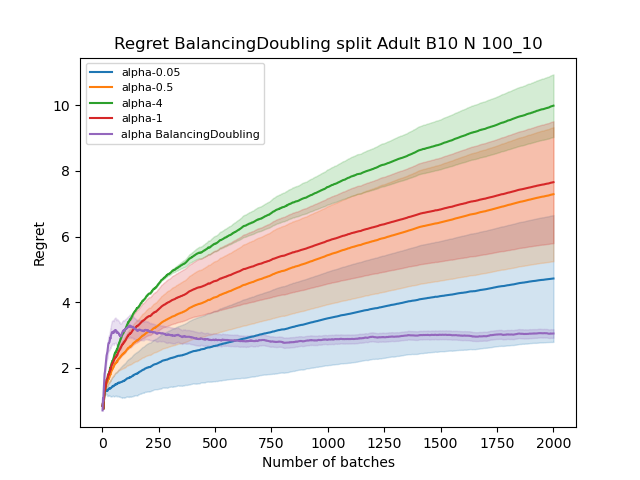 Regret BalancingDoubling split Adult B10 N 100_10
alpha-0.05
alpha-0.5
alpha-4
alpha-1
alpha BalancingDoubling
10
8
6
4
2
Regret
0 250 500 750 1000 1250 1500 1750 2000
Number of batches